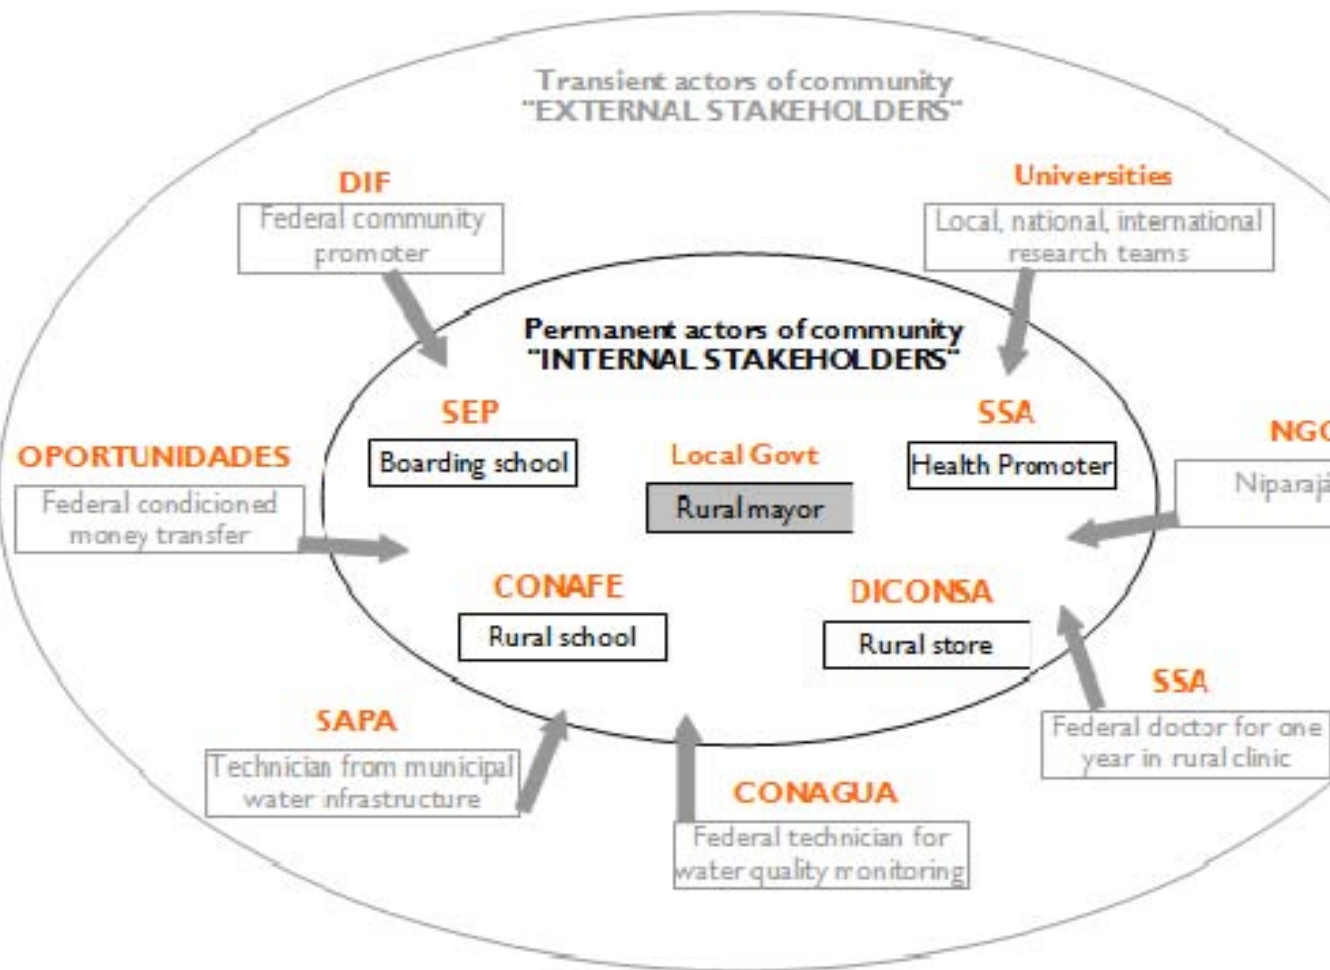 Transient actors of community
"EXTERNAL STAKEHOLDERS"
DIF
Federal community
promoter
Universities
Local, national, international
research teams
Permanent actors of community
"INTERNAL STAKEHOLDERS"
SEP
Boarding school
Local Govt
Rural mayor
SSA
Health Promoter
OPORTUNIDADES
Federal condicioned
money transfer
NGO
Niparajá
CONAFE
Rural school
DICONSA
Rural store
SAPA
Technician from municipal
water infrastructure
CONAGUA
Federal technician for
water quality monitoring
SSA
Federal doctor for one
year in rural clinic